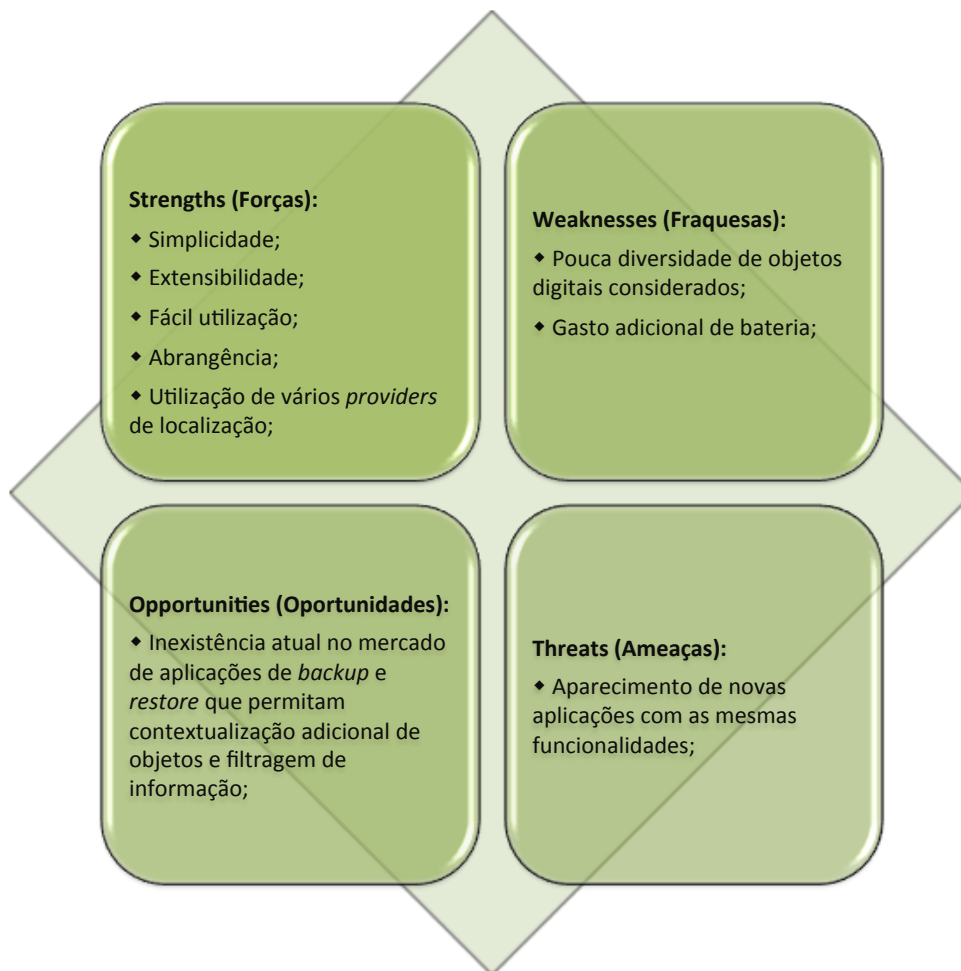 Strengths (Forças):
◆ Simplicidade;
◆ Extensibilidade;
◆ Fácil utilização;
◆ Abrangência;
◆ Utilização de vários providers
de localização;
Weaknesses (Fraquesas):
◆ Pouca diversidade de objetos
digitais considerados;
◆ Gasto adicional de bateria;
Opportunities (Oportunidades):
◆ Inexistência atual no mercado
de aplicações de backup e
restore que permitam
contextualização adicional de
objetos e filtragem de
informação;
Threats (Ameaças):
◆ Aparecimento de novas
aplicações com as mesmas
funcionalidades;